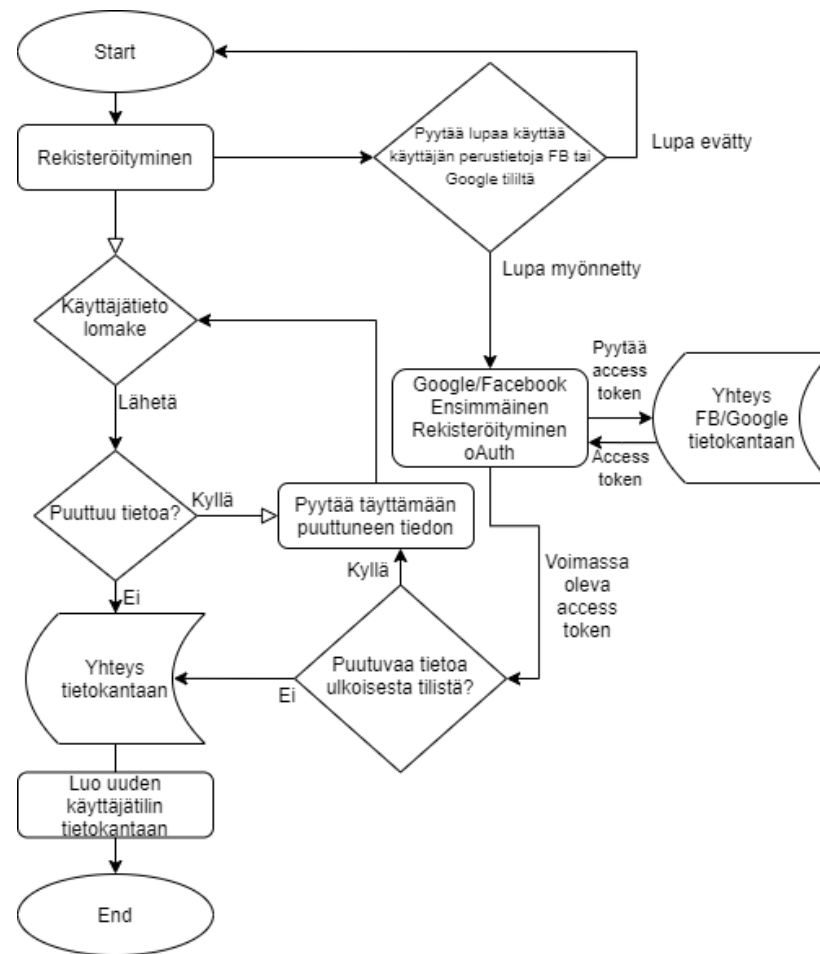 Start
Rekisteröityminen
Pyytää lupaa käyttää
käyttäjän perustietoja FB tai
Google tililtä
Lupa evätty
Lupa myönnetty
Käyttäjätieto
lomake
Lähetä
Google/Facebook
Ensimmäinen
Rekisteröityminen
oAuth
Pyytää
access
token
Access
token
Yhteys
FB/Google
tietokantaan
Puuttuu tietoa?
Kyllä
Pyytää täyttämään
puuttuneen tiedon
Kyllä
Voimassa
oleva
access
token
Ei
Yhteys
tietokantaan
Ei
Puutuvaa tietoa
ulkoisesta tilistä?
Luo uuden
käyttäjätilin
tietokantaan
End